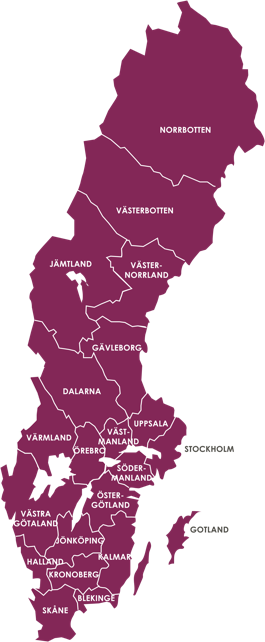 NORRBOTTEN
VÄSTERBOTTEN
JÄMTLAND
VÄSTER-
NORRLAND
GÄVLEBORG
DALARNA
UPPSALA
VÄRMLAND
VÄST-
MANLAND
ÖREBRO
STOCKHOLM
SÖDER-
MANLAND
ÖSTER-
GÖTLAND
VÄSTRA
GÖTALAND
GOTLAND
JÖNKÖPING
KALMAR
HALLAND
KRONOBERG
BLEKINGE
SKÅNE